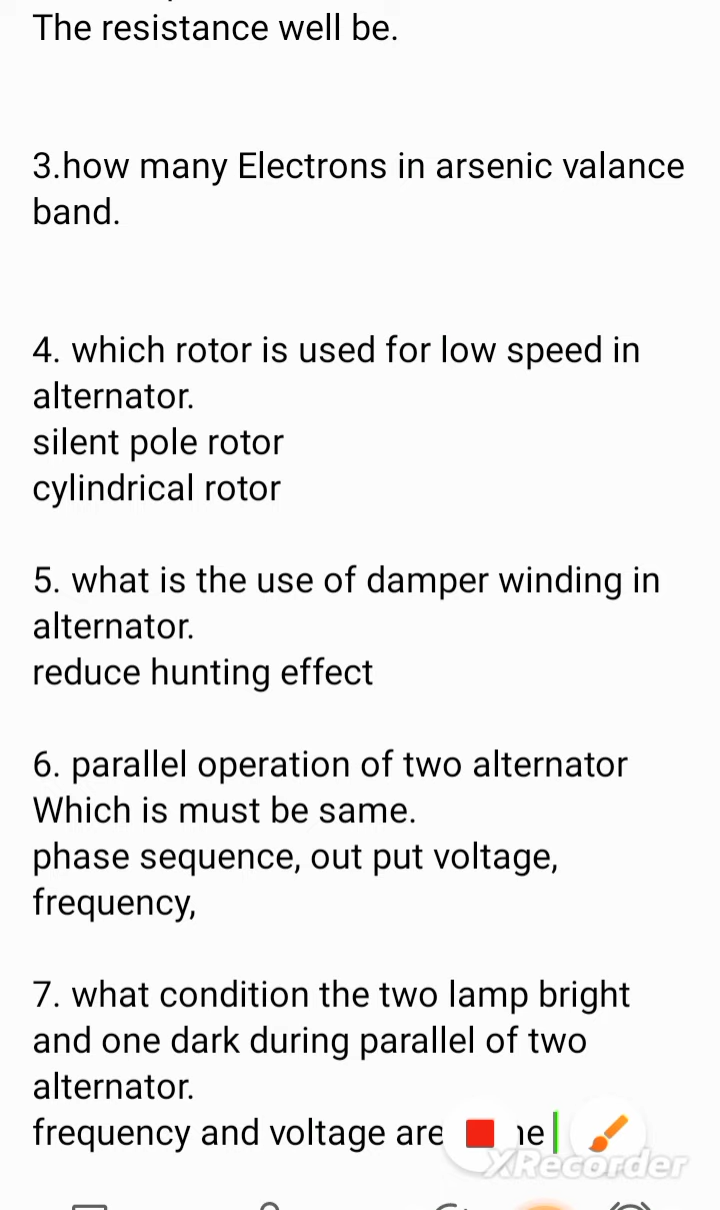 The resistance well be.
3.how many Electrons in arsenic valance
band.
4. which rotor is used for low speed in
alternator.
silent pole rotor
cylindrical rotor
5. what is the use of damper winding in
alternator.
reduce hunting effect
6. parallel operation of two alternator
Which is must be same.
phase sequence, out put voltage,
frequency,
7. what condition the two lamp bright
and one dark during parallel of two
alternator.
frequency and voltage are
XRecorder